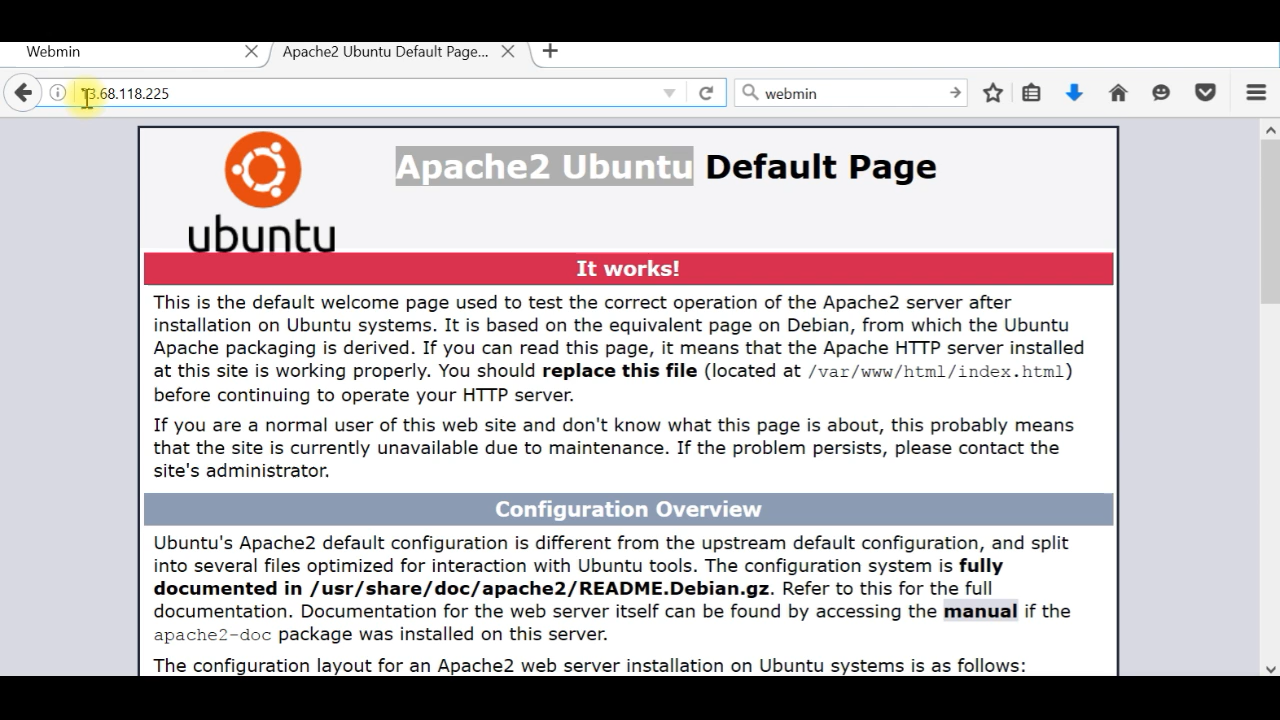 Webmin
Apache2 Ubuntu Default Page...
3.68.118.225
webmin
ubuntu
Apache2 Ubuntu Default Page
It works!
This is the default welcome page used to test the correct operation of the Apache2 server after
installation on Ubuntu systems. It is based on the equivalent page on Debian, from which the Ubuntu
Apache packaging is derived. If you can read this page, it means that the Apache HTTP server installed
at this site is working properly. You should replace this file (located at /var/www/html/index.html)
before continuing to operate your HTTP server.
If you are a normal user of this web site and don't know what this page is about, this probably means
that the site is currently unavailable due to maintenance. If the problem persists, please contact the
site's administrator.
Configuration Overview
Ubuntu's Apache2 default configuration is different from the upstream default configuration, and split
into several files optimized for interaction with Ubuntu tools. The configuration system is fully
documented in /usr/share/doc/apache2/README.Debian.gz. Refer to this for the full
documentation. Documentation for the web server itself can be found by accessing the manual if the
apache2-doc package was installed on this server.
The configuration layout for an Apache2 web server installation on Ubuntu systems is as follows: